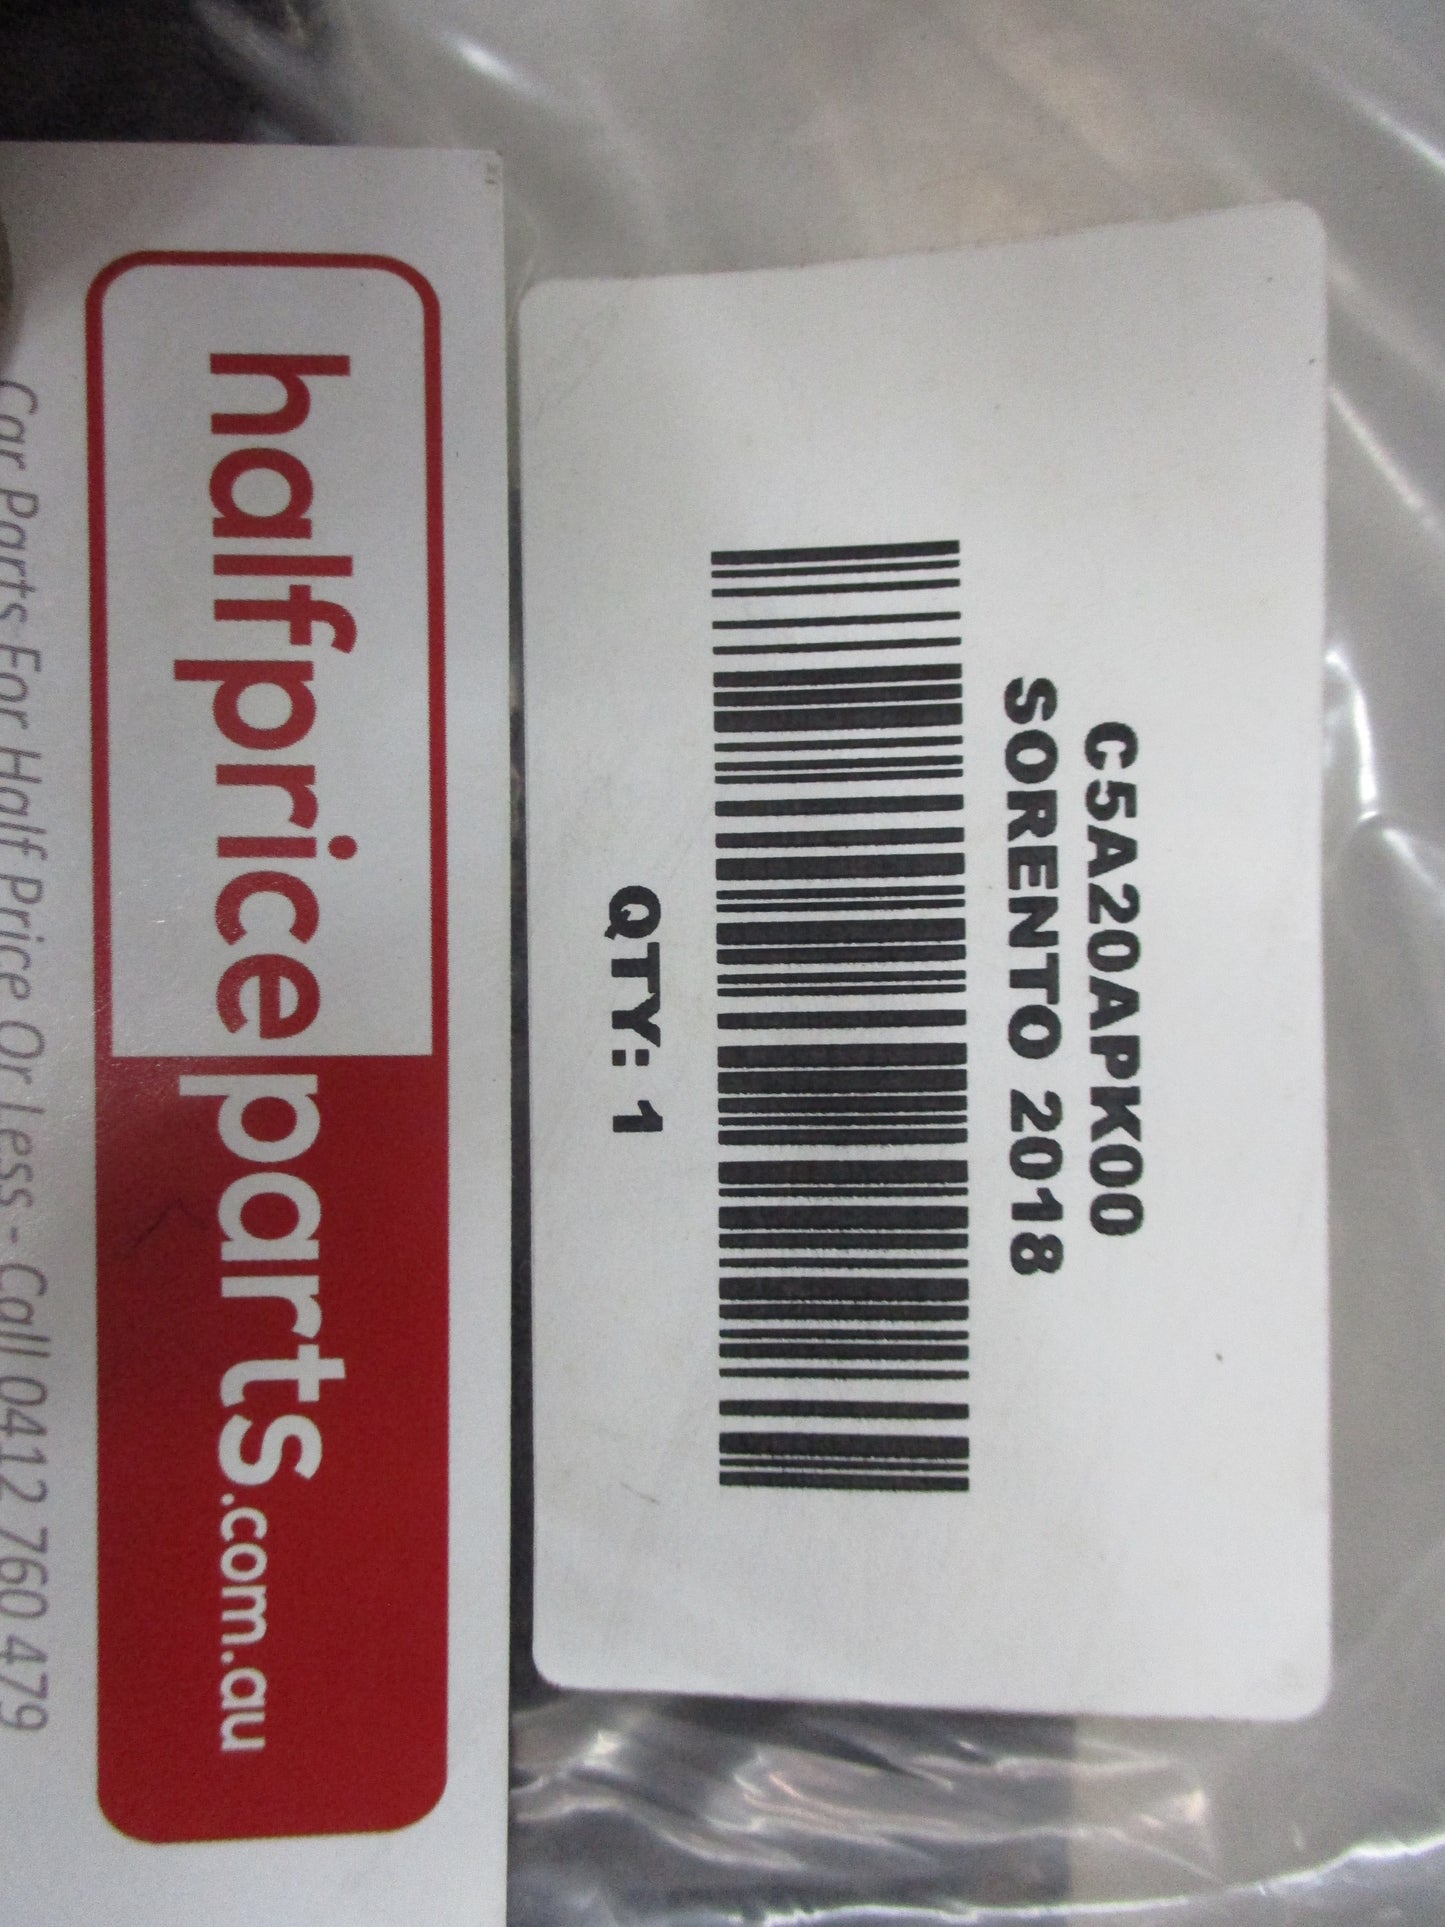 C5A20APK00
SORENTO 2018
QTY: 1
halfpriceparts.com.au
Car Parts For Half Price Or Less - Call 0412 760 479